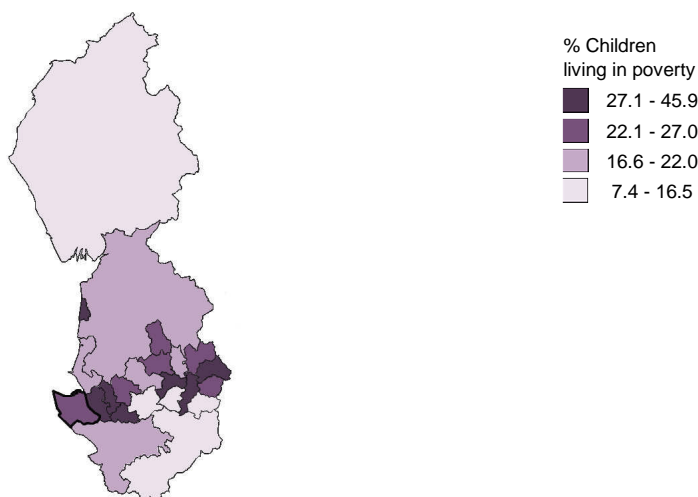 % Children
living in poverty
27.1 - 45.9
22.1 - 27.0
16.6 - 22.0
7.4 - 16.5